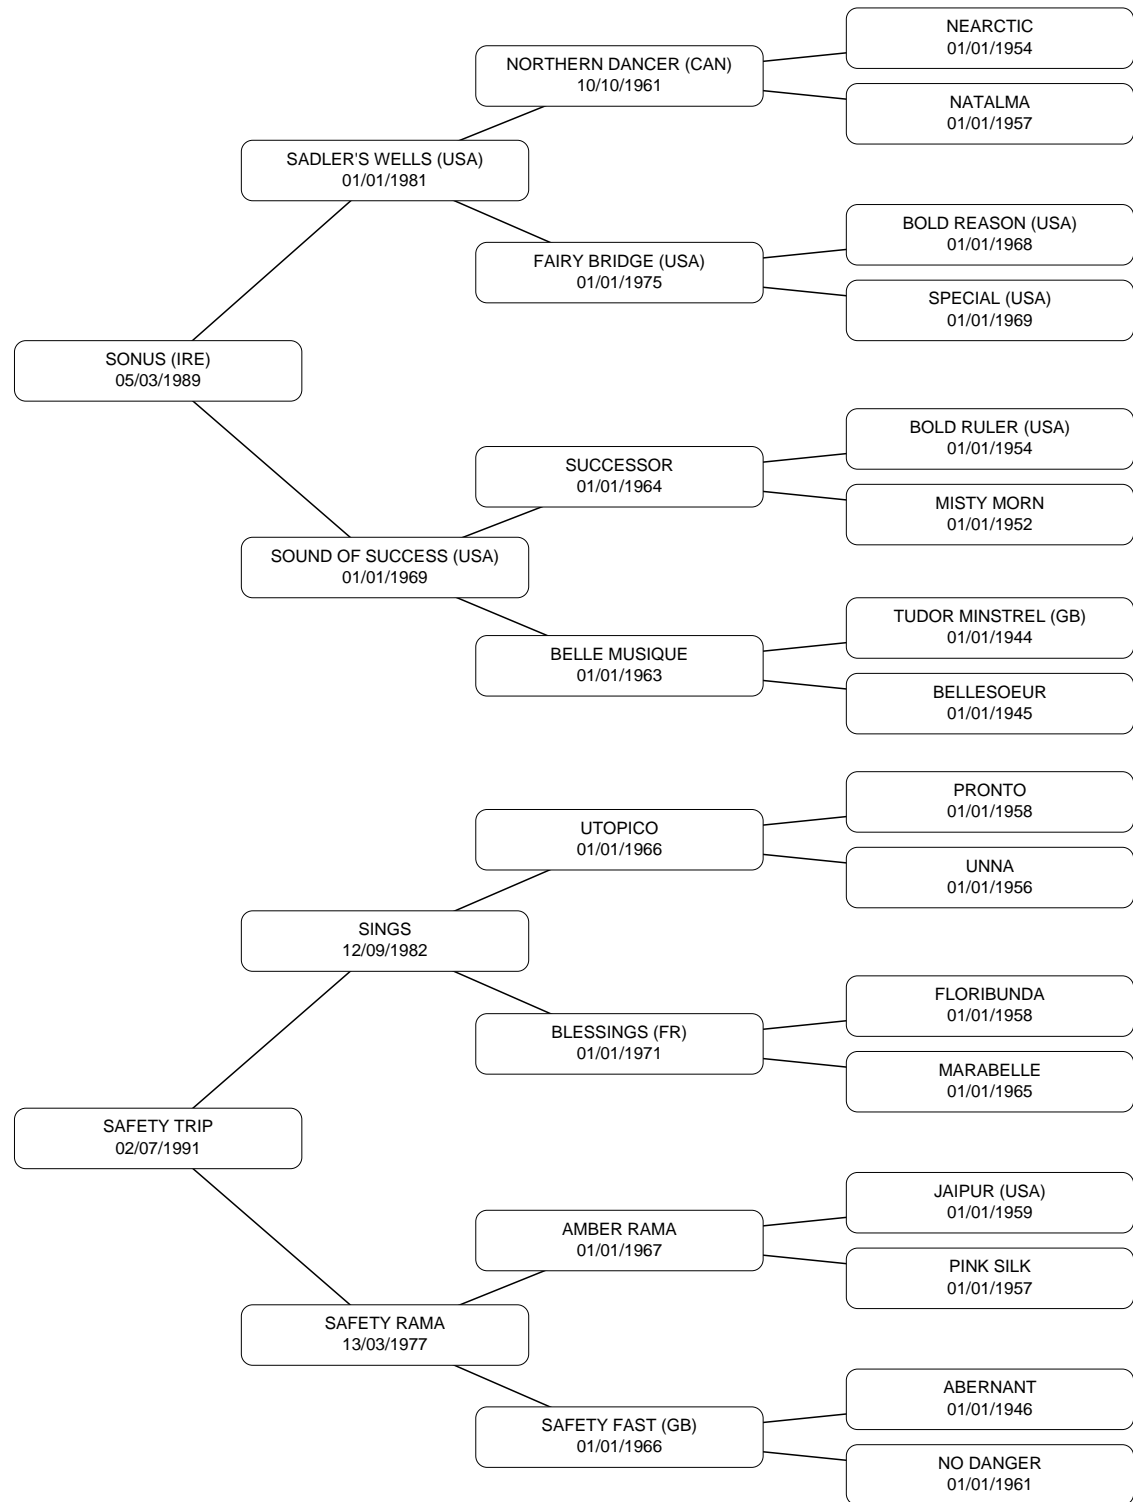 NEARCTIC
01/01/1954
NORTHERN DANCER (CAN)
10/10/1961
NATALMA
01/01/1957
SADLER'S WELLS (USA)
01/01/1981
BOLD REASON (USA)
01/01/1968
FAIRY BRIDGE (USA)
01/01/1975
SPECIAL (USA)
01/01/1969
SONUS (IRE)
05/03/1989
BOLD RULER (USA)
01/01/1954
SUCCESSOR
01/01/1964
MISTY MORN
01/01/1952
SOUND OF SUCCESS (USA)
01/01/1969
TUDOR MINSTREL (GB)
01/01/1944
BELLE MUSIQUE
01/01/1963
BELLESOEUR
01/01/1945
PRONTO
01/01/1958
UTOPICO
01/01/1966
UNNA
01/01/1956
SINGS
12/09/1982
FLORIBUNDA
01/01/1958
BLESSINGS (FR)
01/01/1971
MARABELLE
01/01/1965
SAFETY TRIP
02/07/1991
JAIPUR (USA)
01/01/1959
AMBER RAMA
01/01/1967
PINK SILK
01/01/1957
SAFETY RAMA
13/03/1977
ABERNANT
01/01/1946
SAFETY FAST (GB)
01/01/1966
NO DANGER
01/01/1961